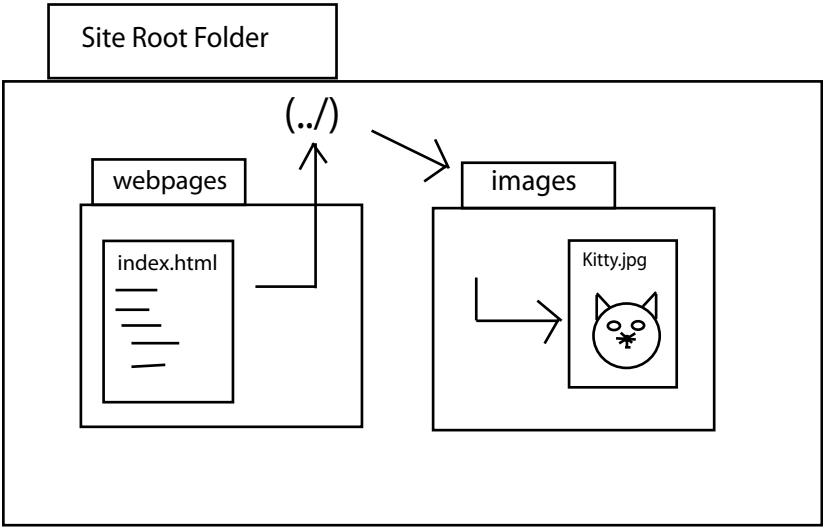 Site Root Folder
(../)
webpages
images
index.html
Kitty.jpg